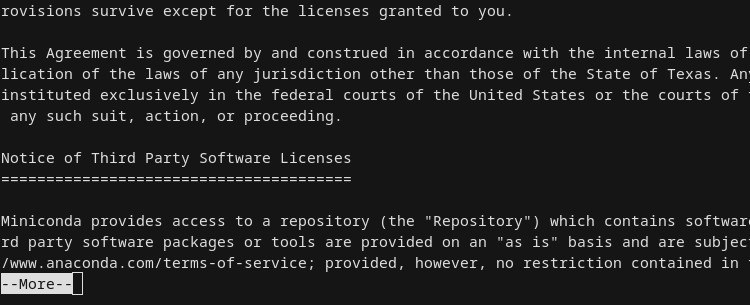 rovisions survive except for the licenses granted to you.
This Agreement is governed by and construed in accordance with the internal laws of
lication of the laws of any jurisdiction other than those of the State of Texas. Any
instituted exclusively in the federal courts of the United States or the courts of
any such suit, action, or proceeding.
Notice of Third Party Software Licenses
=======================================
Miniconda provides access to a repository (the "Repository") which contains software
rd party software packages or tools are provided on an "as is" basis and are subject
/www.anaconda.com/terms-of-service; provided, however, no restriction contained in
--More--